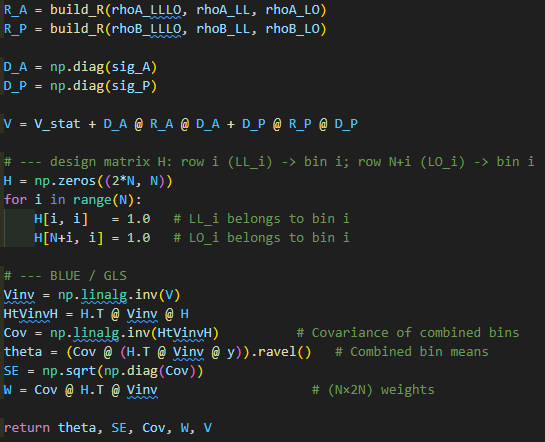 R_A = build_R(rhoA_LLLO, rhoA_LL, rhoA_LO)
R_P = build_R(rhoB_LLLO, rhoB_LL, rhoB_LO)
D_A = np.diag(sig_A)
D_P = np.diag(sig_P)
V = V_stat + D_A @ R_A @ D_A + D_P @ R_P @ D_P
# --- design matrix H: row i (LL_i) -> bin i; row N+i (LO_i) -> bin i
H = np.zeros((2*N, N))
for i in range(N):
    H[i, i]   = 1.0   # LL_i belongs to bin i
    H[N+i, i] = 1.0   # LO_i belongs to bin i
# --- BLUE / GLS
Vinv = np.linalg.inv(V)
HtVinvH = H.T @ Vinv @ H
Cov = np.linalg.inv(HtVinvH)          # Covariance of combined bins
theta = (Cov @ (H.T @ Vinv @ y)).ravel()   # Combined bin means
SE = np.sqrt(np.diag(Cov))
W = Cov @ H.T @ Vinv                    # (N×2N) weights
return theta, SE, Cov, W, V